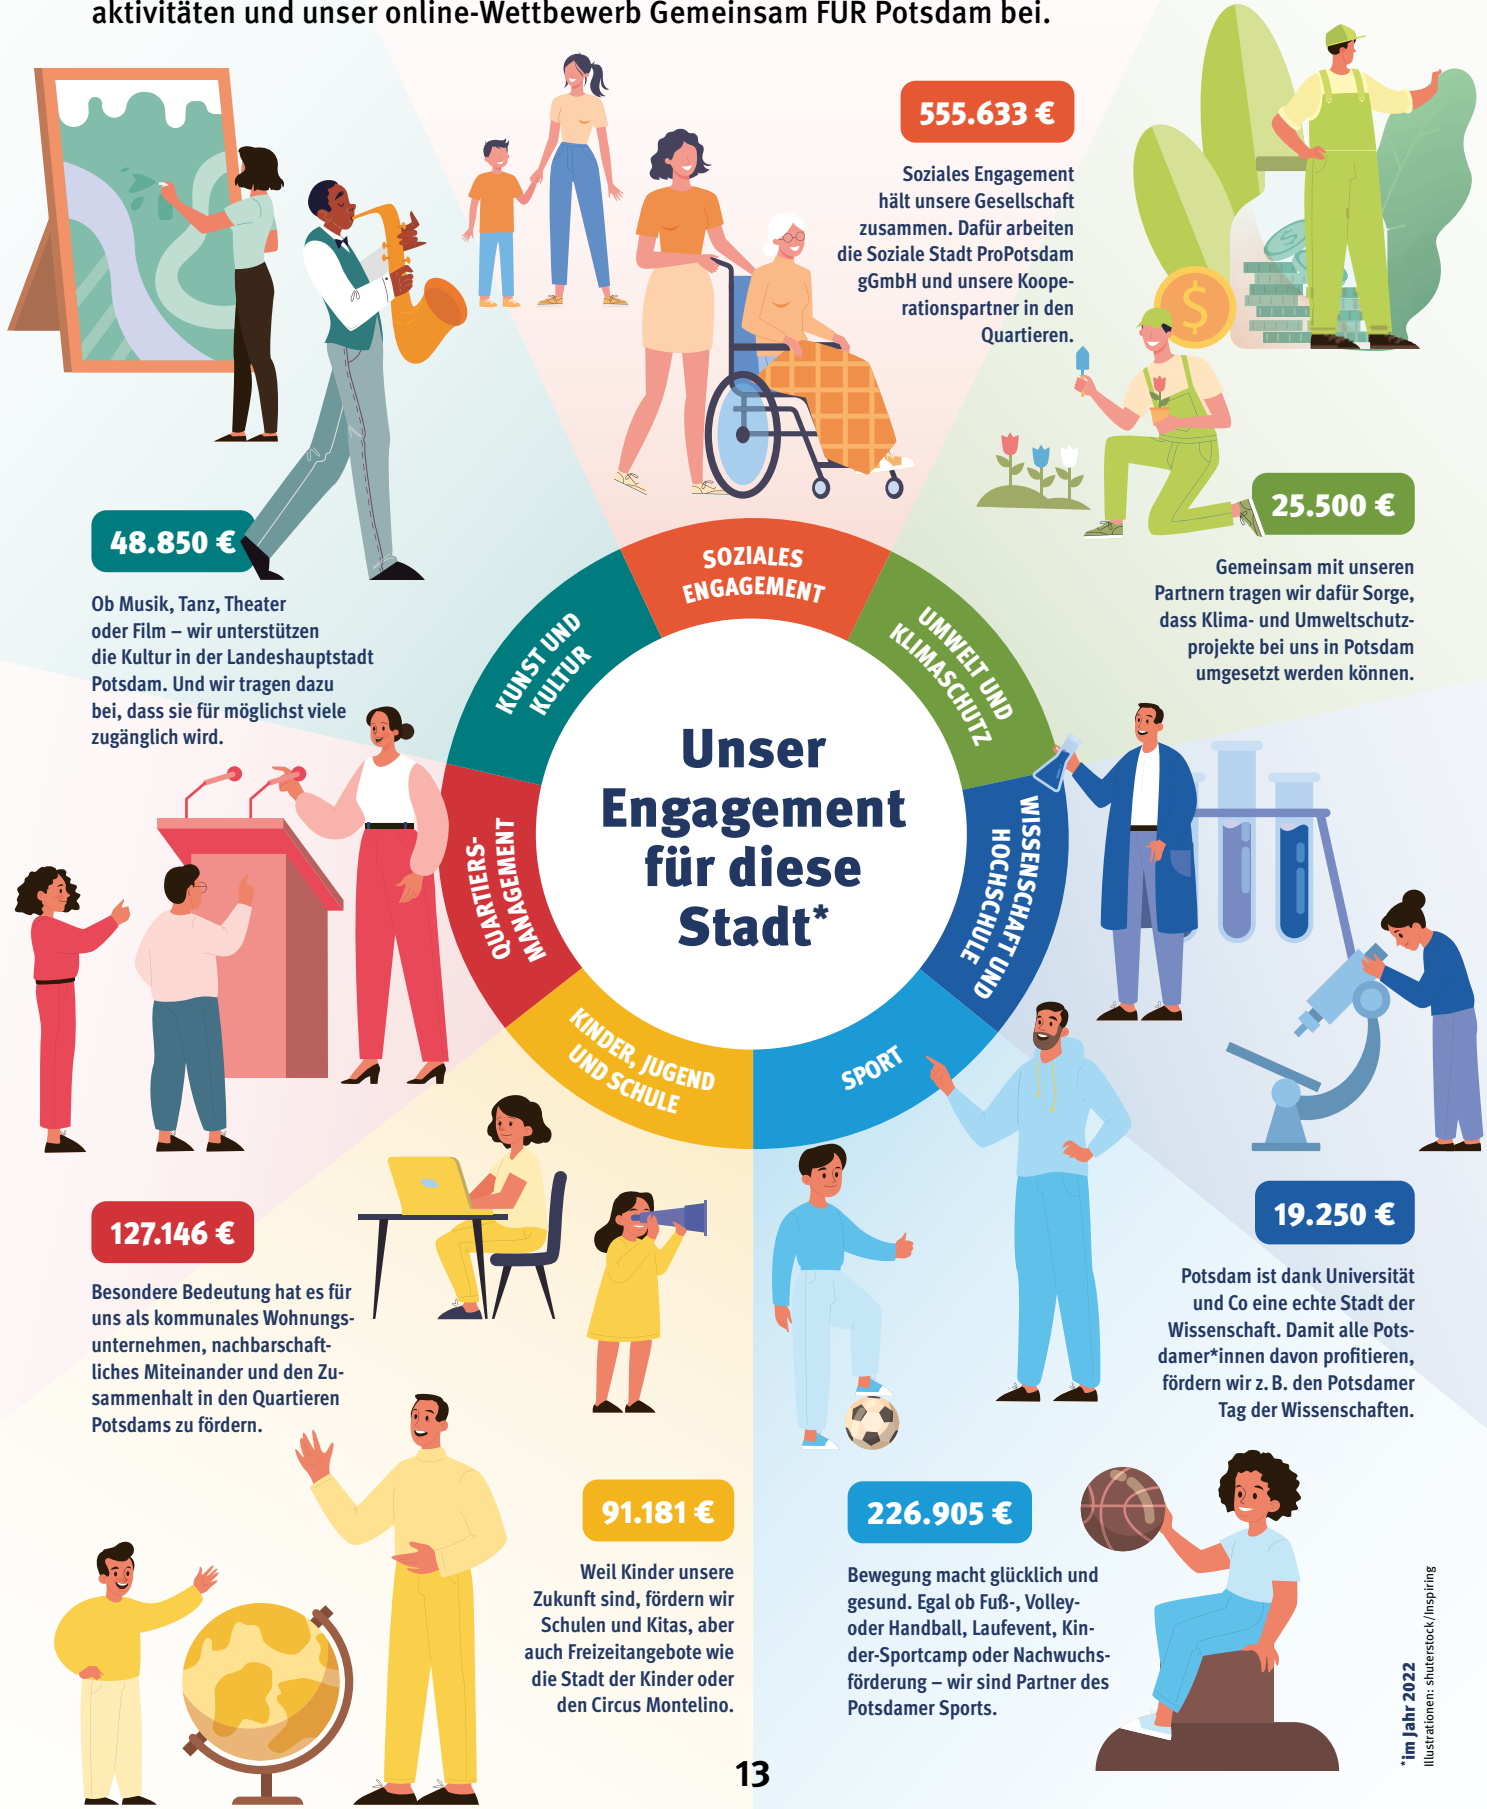 aktivitäten und unser online-Wettbewerb Gemeinsam FÜR Potsdam bei.
555.633 €
Soziales Engagement
hält unsere Gesellschaft
zusammen. Dafür arbeiten
die Soziale Stadt ProPotsdam
gGmbH und unsere Koope-
rationspartner in den
Quartieren.
25.500 €
Gemeinsam mit unseren
Partnern tragen wir dafür Sorge,
dass Klima- und Umweltschutz-
projekte bei uns in Potsdam
umgesetzt werden können.
48.850 €
Ob Musik, Tanz, Theater
oder Film – wir unterstützen
die Kultur in der Landeshauptstadt
Potsdam. Und wir tragen dazu
bei, dass sie für möglichst viele
zugänglich wird.
SOZIALES
ENGAGEMENT
UMWELT UND
KLIMASCHUTZ
KUNST UND
KULTUR
Unser
Engagement
für diese
Stadt*
WISSENSCHAFT UND
HOCHSCHULE
QUARTIERS-
MANAGEMENT
KINDER, JUGEND
UND SCHULE
SPORT
127.146 €
Besondere Bedeutung hat es für
uns als kommunales Wohnungs-
unternehmen, nachbarschaft-
liches Miteinander und den Zu-
sammenhalt in den Quartieren
Potsdams zu fördern.
19.250 €
Potsdam ist dank Universität
und Co eine echte Stadt der
Wissenschaft. Damit alle Pots-
damer*innen davon profitieren,
fördern wir z. B. den Potsdamer
Tag der Wissenschaften.
91.181 €
Weil Kinder unsere
Zukunft sind, fördern wir
Schulen und Kitas, aber
auch Freizeitangebote wie
die Stadt der Kinder oder
den Circus Montelino.
226.905 €
Bewegung macht glücklich und
gesund. Egal ob Fuß-, Volley-
oder Handball, Laufevent, Kin-
der-Sportcamp oder Nachwuchs-
förderung – wir sind Partner des
Potsdamer Sports.
*im Jahr 2022
Illustrationen: shuterstock/Inspiring
13